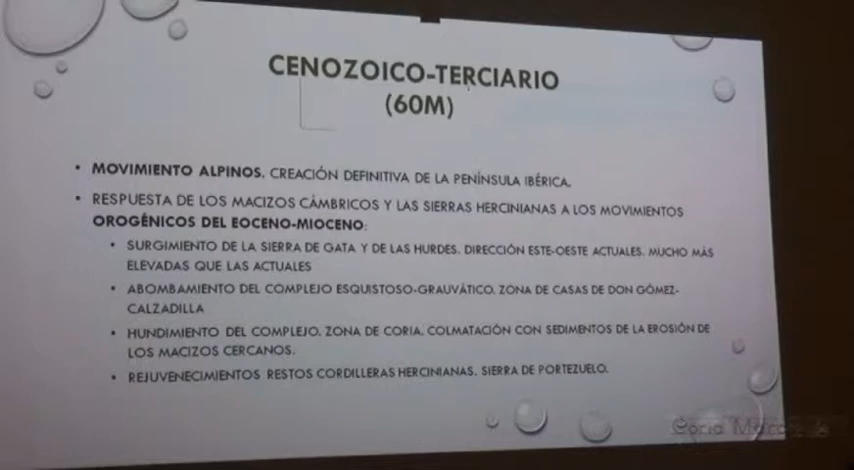 CENOZOICO-TERCIARIO
(60M)
• MOVIMIENTO ALPINOS. CREACIÓN DEFINITIVA DE LA PENÍNSULA IBÉRICA.
• RESPUESTA DE LOS MACIZOS CÁMBRICOS Y LAS SIERRAS HERCINIANAS A LOS MOVIMIENTOS
OROGÉNICOS DEL EOCENO-MIOCENO:
• SURGIMIENTO DE LA SIERRA DE GATA Y DE LAS HURDES. DIRECCIÓN ESTE-OESTE ACTUALES. MUCHO MÁS
ELEVADAS QUE LAS ACTUALES
• ABOMBAMIENTO DEL COMPLEJO ESQUISTOSO-GRAUVÁTICO. ZONA DE CASAS DE DON GÓMEZ-
CALZADILLA
• HUNDIMIENTO DEL COMPLEJO. ZONA DE CORIA. COLMATACIÓN CON SEDIMENTOS DE LA EROSIÓN DE
LOS MACIZOS CERCANOS.
• REJUVENECIMIENTOS RESTOS CORDILLERAS HERCINIANAS. SIERRA DE PORTEZUELO.
Coria